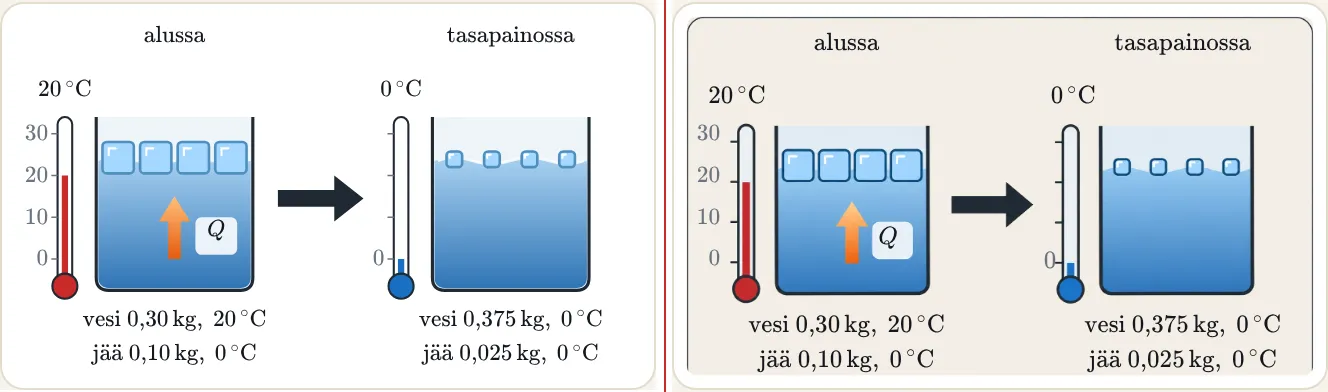 alussa
tasapainossa
20 °C
0 °C
30
20
10
0
Q
0
vesi 0,30 kg, 20 °C
jää 0,10 kg, 0 °C
vesi 0,375 kg, 0 °C
jää 0,025 kg, 0 °C
alussa
tasapainossa
20 °C
0 °C
30
20
10
0
Q
0
vesi 0,30 kg, 20 °C
jää 0,10 kg, 0 °C
vesi 0,375 kg, 0 °C
jää 0,025 kg, 0 °C